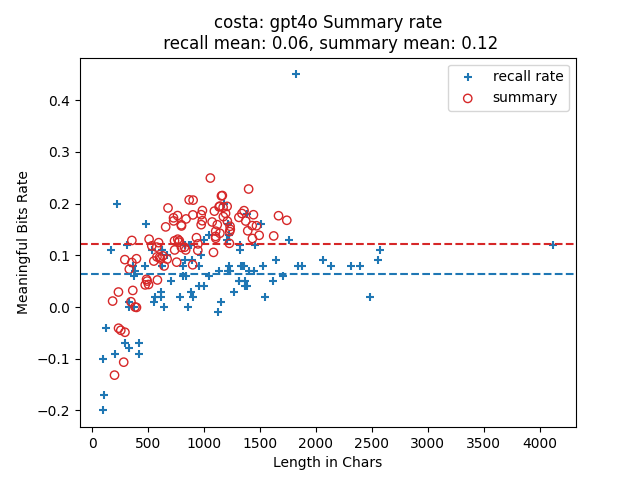 costa: gpt4o Summary rate
recall mean: 0.06, summary mean: 0.12
recall rate
summary
Meaningful Bits Rate
0.4
0.3
0.2
0.1
0.0
−0.1
−0.2
0 500 1000 1500 2000 2500 3000 3500 4000
Length in Chars